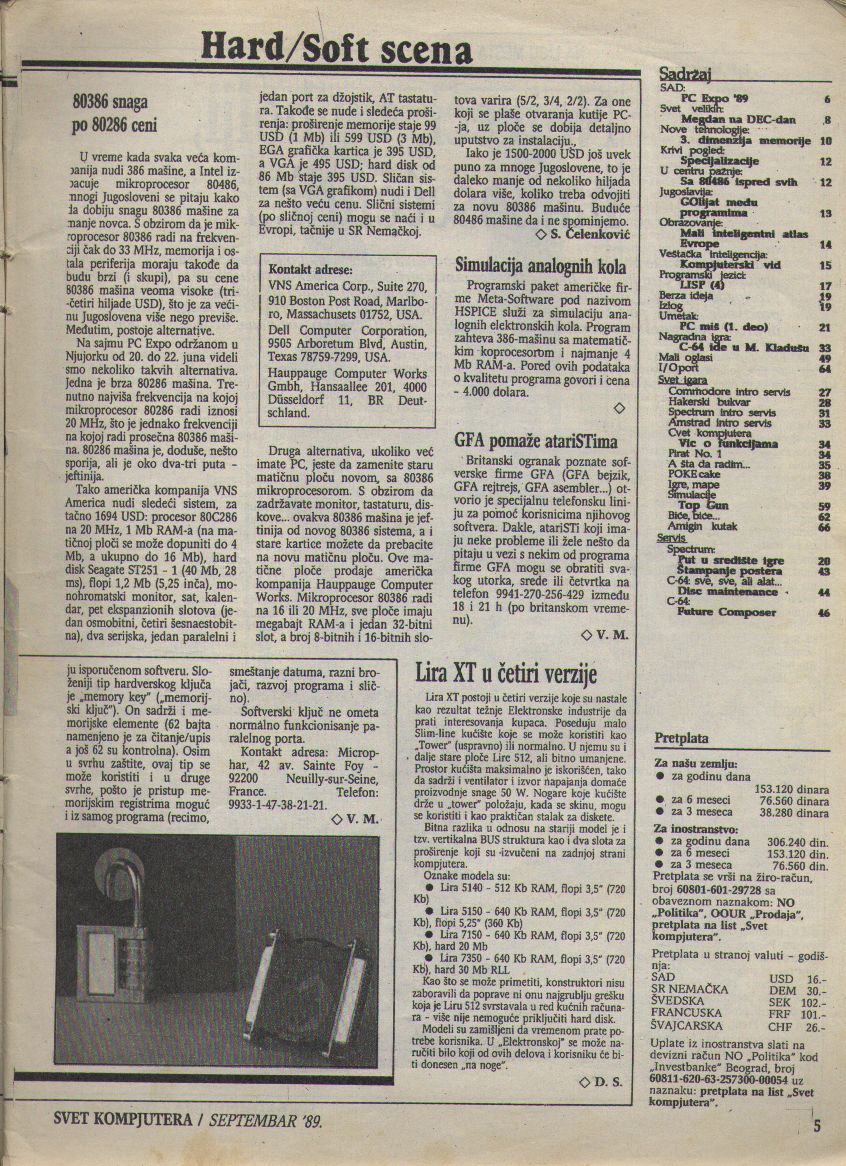 Hard/Soft scena
80386 snaga
po 80286 ceni
U vreme kada svaka veća kom-
panija nudi 386 mašine, a Intel iz-
bacuje mikroprocesor 80486,
mnogi Jugosloveni se pitaju kako
da dobiju snagu 80386 mašine za
manje novca. S obzirom da je mik-
roprocesor 80386 radi na frekven-
ciji čak do 33 MHz, memorija i os-
tala periferija moraju takođe da
budu brzi (i skupi), pa su cene
80386 mašina veoma visoke (tri-
-četiri hiljade USD), što je za veći-
nu Jugoslovena više nego previše.
Međutim, postoje alternative.
Na sajmu PC Expo održanom u
Njujorku od 20. do 22. juna videli
smo nekoliko takvih alternativa.
Jedna je brza 80286 mašina. Tre-
nutno najviša frekvencija na kojoj
mikroprocesor 80286 radi iznosi
20 MHz, što je jednako frekvenciji
na kojoj radi prosečna 80386 maši-
na. 80286 mašina je, doduše, nešto
sporija, ali je oko dva-tri puta -
jeftinija.
Tako američka kompanija VNS
America nudi sledeći sistem, za
tačno 1694 USD: procesor 80C286
na 20 MHz, 1 Mb RAM-a (na ma-
tičnoj ploči se može dopuniti do 4
Mb, a ukupno do 16 Mb), hard
disk Seagate ST251 - 1 (40 Mb, 28
ms), flopi 1,2 Mb (5,25 inča), mo-
nohromatski monitor, sat, kalen-
dar, pet ekspanzionih slotova (je-
dan osmobitni, četiri šesnaestobit-
na), dva serijska, jedan paralelni i
jedan port za džojstik, AT tastatu-
ra. Takođe se nude i sledeća proši-
renja: proširenje memorije staje 99
USD (1 Mb) ili 599 USD (3 Mb),
EGA grafička kartica je 395 USD,
a VGA je 495 USD; hard disk od
86 Mb staje 395 USD. Sličan sis-
tem (sa VGA grafikom) nudi i Dell
za nešto veću cenu. Slični sistemi
(po sličnoj ceni) mogu se naći i u
Evropi, tačnije u SR Nemačkoj.
Kontakt adrese:
VNS America Corp., Suite 270,
910 Boston Post Road, Marlbo-
ro, Massachusets 01752, USA.
Dell Computer Corporation,
9505 Arboretum Blvd, Austin,
Texas 78759-7299, USA.
Hauppauge Computer Works
Gmbh, Hansaallee 201, 4000
Düsseldorf 11, BR Deut-
schland.
Druga alternativa, ukoliko već
imate PC, jeste da zamenite staru
matičnu ploču novom, sa 80386
mikroprocesorom. S obzirom da
zadržavate monitor, tastaturu, dis-
kove... ovakva 80386 mašina je jef-
tinija od novog 80386 sistema, a i
stare kartice možete da prebacite
na novu matičnu ploču. Ove ma-
tične ploče prodaje američka
kompanija Hauppauge Computer
Works. Mikroprocesor 80386 radi
na 16 ili 20 MHz, sve ploče imaju
megabajt RAM-a i jedan 32-bitni
slot, a broj 8-bitnih i 16-bitnih slo-
tova varira (5/2, 3/4, 2/2). Za one
koji se plaše otvaranja kutije PC-
-ja, uz ploče se dobija detaljno
uputstvo za instalaciju.,
Iako je 1500-2000 USD još uvek
puno za mnoge Jugoslovene, to je
daleko manje od nekoliko hiljada
dolara više, koliko treba odvojiti
za novu 80386 mašinu. Buduće
80486 mašine da i ne spominjemo.
◇ S. Čelenković
Simulacija analognih kola
Programski paket američke fir-
me Meta-Software pod nazivom
HSPICE služi za simulaciju ana-
lognih elektronskih kola. Program
zahteva 386-mašinu sa matematič-
kim koprocesorom i najmanje 4
Mb RAM-a. Pored ovih podataka
o kvalitetu programa govori i cena
- 4.000 dolara.
◇
GFA pomaže atariSTima
Britanski ogranak poznate sof-
verske firme GFA (GFA bejzik,
GFA rejtrejs, GFA asembler...) ot-
vorio je specijalnu telefonsku lini-
ju za pomoć korisnicima njihovog
softvera. Dakle, atariSTi koji ima-
ju neke probleme ili žele nešto da
pitaju u vezi s nekim od programa
firme GFA mogu se obratiti sva-
kog utorka, srede ili četvrtka na
telefon 9941-270-256-429 između
18 i 21 h (po britanskom vreme-
nu).
◇ V. M.
ju isporučenom softveru. Slo-
ženiji tip hardverskog ključa
je „memory key" („memorij-
ski ključ"). On sadrži i me-
morijske elemente (62 bajta
namenjeno je za čitanje/upis
a još 62 su kontrolna). Osim
u svrhu zaštite, ovaj tip se
može koristiti i u druge
svrhe, pošto je pristup me-
morijskim registrima moguć
i iz samog programa (recimo,
smeštanje datuma, razni bro-
jači, razvoj programa i slič-
no).
Softverski ključ ne ometa
normalno funkcionisanje pa-
ralelnog porta.
Kontakt adresa: Microp-
har, 42 av. Sainte Foy -
92200 Neuilly-sur-Seine,
France. Telefon:
9933-1-47-38-21-21.
◇ V. M.
Lira XT u četiri verzije
Lira XT postoji u četiri verzije koje su nastale
kao rezultat težnje Elektronske industrije da
prati interesovanja kupaca. Poseduju malo
Slim-line kućište koje se može koristiti kao
„Tower" (uspravno) ili normalno. U njemu su i
dalje stare ploče Lire 512, ali bitno umanjene.
Prostor kućišta maksimalno je iskorišćen, tako
da sadrži i ventilator i izvor napajanja domaće
proizvodnje snage 50 W. Nogare koje kućište
drže u „tower" položaju, kada se skinu, mogu
se koristiti i kao praktičan stalak za diskete.
Bitna razlika u odnosu na stariji model je i
tzv. vertikalna BUS struktura kao i dva slota za
proširenje koji su izvučeni na zadnjoj strani
kompjutera.
Oznake modela su:
● Lira 5140 - 512 Kb RAM, flopi 3,5" (720
Kb)
● Lira 5150 - 640 Kb RAM, flopi 3,5" (720
Kb), flopi 5,25" (360 Kb)
● Lira 7150 - 640 Kb RAM, flopi 3,5" (720
Kb), hard 20 Mb
● Lira 7350 - 640 Kb RAM, flopi 3,5" (720
Kb), hard 30 Mb RLL
Kao što se može primetiti, konstruktori nisu
zaboravili da poprave ni onu najgrublju grešku
koja je Liru 512 svrstavala u red kućnih računa-
ra - više nije nemoguće priključiti hard disk.
Modeli su zamišljeni da vremenom prate po-
trebe korisnika. U „Elektronskoj" se može na-
ručiti bilo koji od ovih delova i korisniku će bi-
ti donesen „na noge".
◇ D. S.
Sadržaj
SAD:
PC Expo '89 6
Svet velikih:
Megdan na DEC-dan 8
Nove tehnologije:
3. dimenzija memorije 10
Krivi pogled:
Specijalizacije 12
U centru pažnje:
Sa 80486 ispred svih 12
Jugoslavija:
GOlijat među
programima 13
Obrazovanje:
Mali inteligentni atlas
Evrope 14
Veštačka inteligencija:
Kompjuterski vid 15
Programski jezici:
LISP (4) 17
Berza ideja 19
Izlog 19
Umetak:
PC miš (1. deo) 21
Nagradna igra:
C-64 ide u M. Kladušu 33
Mali oglasi 49
I/O port 64
Svet igara
Commodore intro servis 27
Hakerski bukvar 28
Spectrum intro servis 31
Amstrad intro servis 33
Cvet kompjutera
Vic o funkcijama 34
Pirat No. 1 34
A šta da radim... 35
POKEcake 38
Igre, mape 39
Simulacije
Top Gun 59
Biće, biće... 62
Amigin kutak 66
Servis
Spectrum:
Put u središte igre 20
Štampanje postera 43
C-64: sve, sve, ali alat...
Disc maintenance 44
C-64:
Future Composer 46
Pretplata
Za našu zemlju:
● za godinu dana
153.120 dinara
● za 6 meseci 76.560 dinara
● za 3 meseca 38.280 dinara
Za inostranstvo:
● za godinu dana 306.240 din.
● za 6 meseci 153.120 din.
● za 3 meseca 76.560 din.
Pretplata se vrši na žiro-račun,
broj 60801-601-29728 sa
obaveznom naznakom: NO
„Politika", OOUR „Prodaja",
pretplata na list „Svet
kompjutera".
Pretplata u stranoj valuti - godiš-
nja:
SAD USD 16.-
SR NEMAČKA DEM 30.-
ŠVEDSKA SEK 102.-
FRANCUSKA FRF 101.-
ŠVAJCARSKA CHF 26.-
Uplate iz inostranstva slati na
devizni račun NO „Politika" kod
„Investbanke" Beograd, broj
60811-620-63-257300-00054 uz
naznaku: pretplata na list „Svet
kompjutera".
SVET KOMPJUTERA / SEPTEMBAR '89.
5